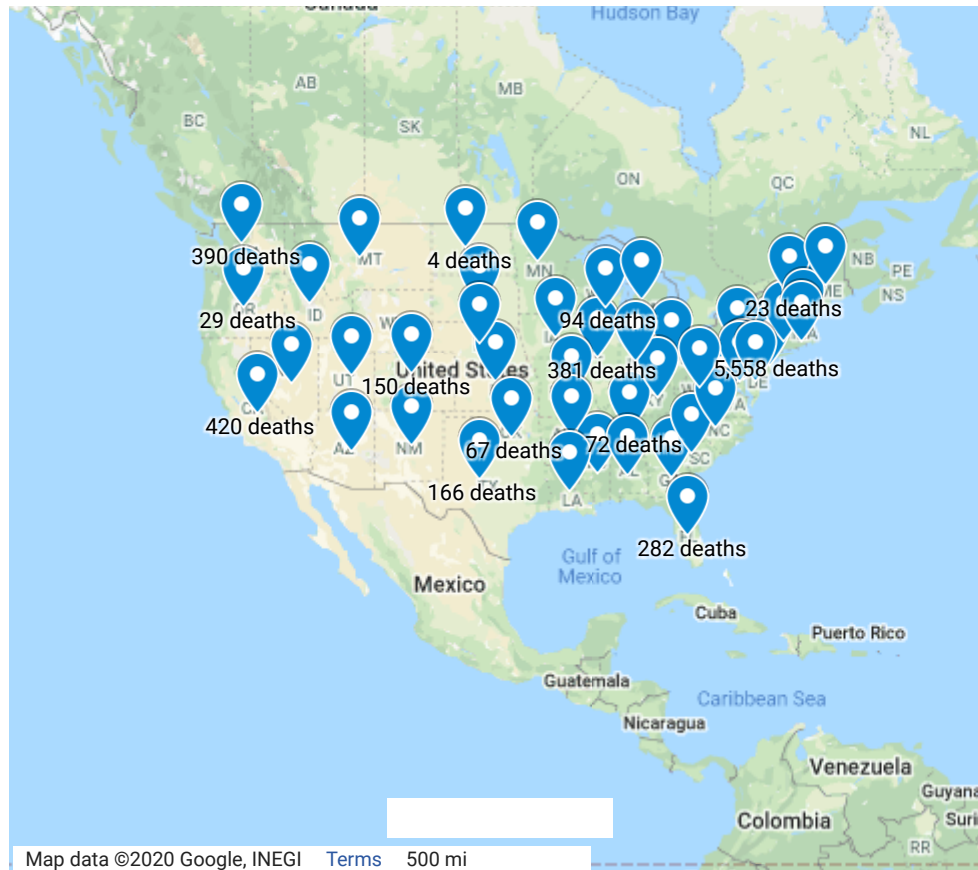 Canada
Hudson Bay
AB
MB
BC
SK
NL
ON
QC
390 deaths
MT
4 deaths
MN
NB
PE
ME
NS
ID
29 deaths
94 deaths
23 deaths
UT
United States
381 deaths
5,558 deaths
150 deaths
DE
KY
420 deaths
AZ
NM
67 deaths
72 deaths
NC
SC
166 deaths
LA
282 deaths
Gulf of
Mexico
Mexico
Cuba
Puerto Rico
Guatemala
Caribbean Sea
Nicaragua
Venezuela
Guyana
Colombia
Suri
RR
Map data ©2020 Google, INEGI Terms 500 mi